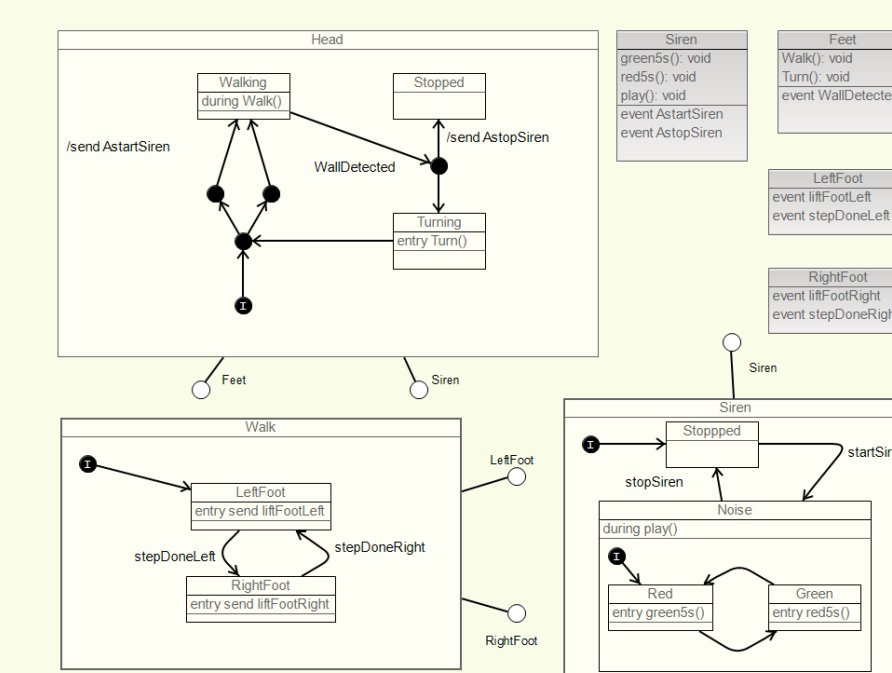 Head
Walking
during Walk()
Stopped
/send AstartSiren
/send AstopSiren
WallDetected
Turning
entry Turn()
I
Siren
green5s(): void
red5s(): void
play(): void
event AstartSiren
event AstopSiren
Feet
Walk(): void
Turn(): void
event WallDetecte
LeftFoot
event liftFootLeft
event stepDoneLeft
RightFoot
event liftFootRight
event stepDoneRigh
Feet
Siren
Siren
Walk
I
LeftFoot
entry send liftFootLeft
stepDoneLeft
stepDoneRight
RightFoot
entry send liftFootRight
LeftFoot
RightFoot
Siren
I
Stoppped
startSir
stopSiren
Noise
during play()
I
Red
entry green5s()
Green
entry red5s()